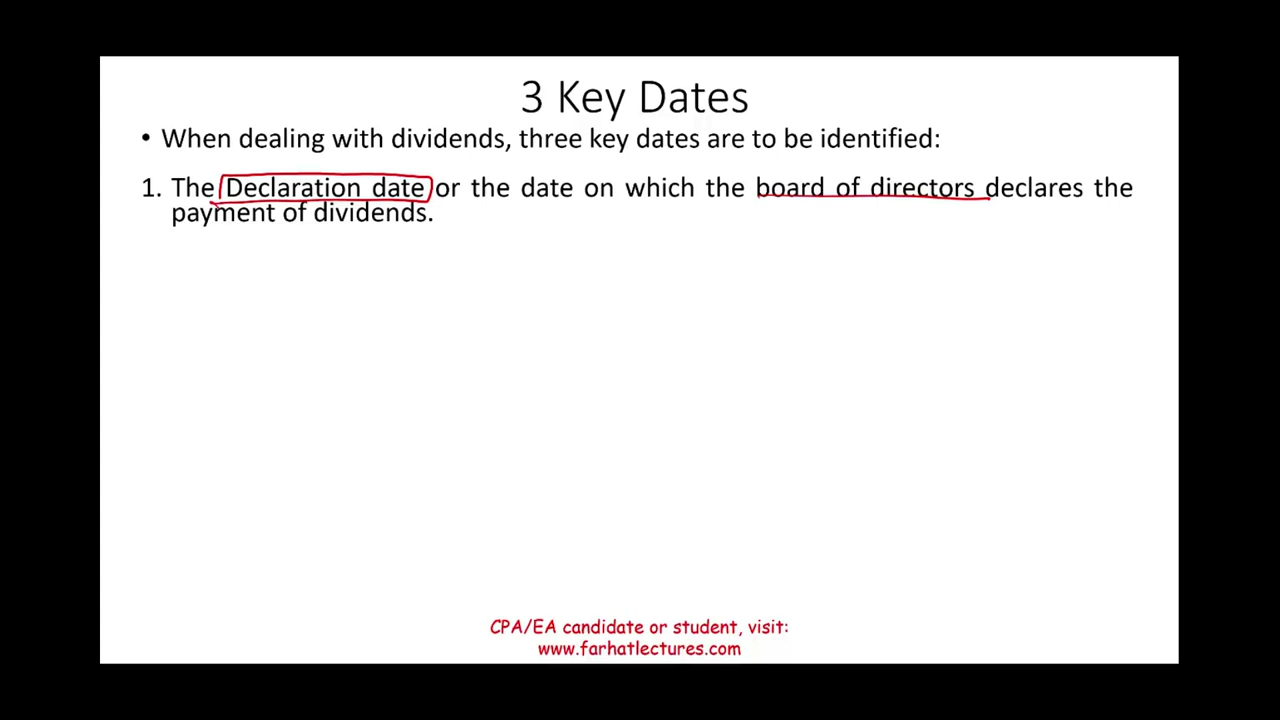 3 Key Dates
• When dealing with dividends, three key dates are to be identified:
1. The Declaration date or the date on which the board of directors declares the
payment of dividends.
CPA/EA candidate or student, visit:
www.farhatlectures.com